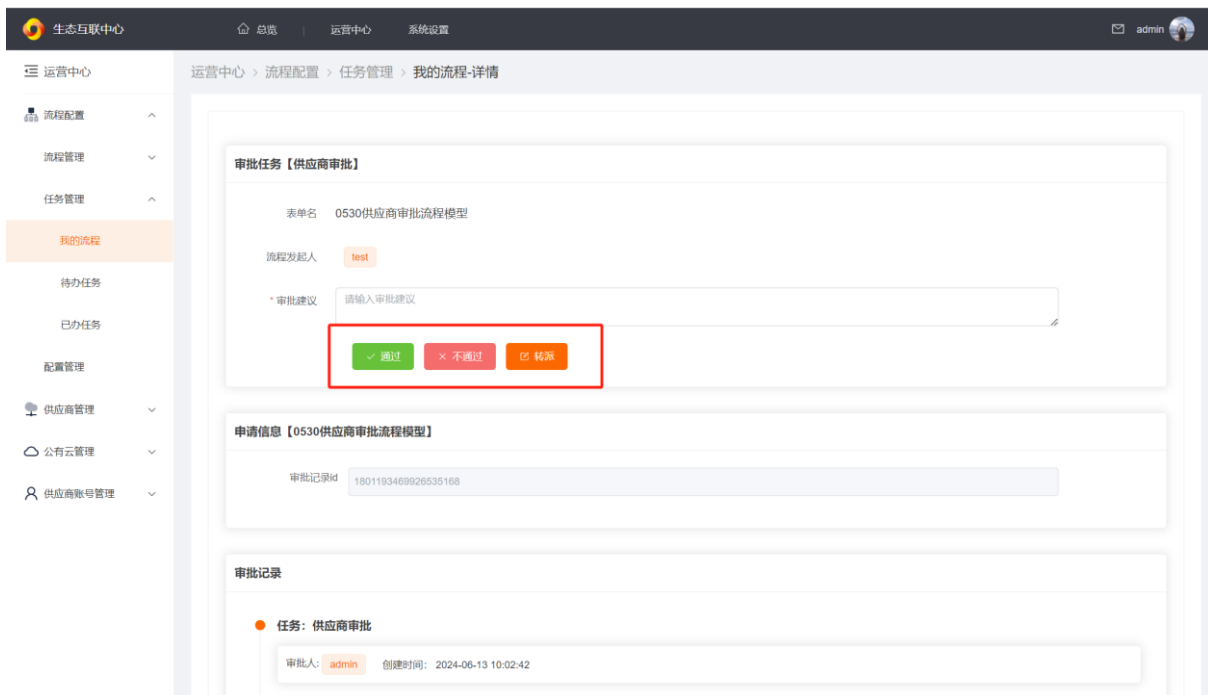 生态互联中心
总览
运营中心
系统设置
admin
运营中心
运营中心 > 流程配置 > 任务管理 > 我的流程-详情
流程配置
流程管理
任务管理
我的流程
待办任务
已办任务
配置管理
供应商管理
公有云管理
供应商账号管理
审批任务【供应商审批】
表单名 0530供应商审批流程模型
流程发起人 test
* 审批建议 请输入审批建议
通过 不通过 转派
申请信息【0530供应商审批流程模型】
审批记录id 1801193469926535168
审批记录
任务：供应商审批
审批人: admin 创建时间： 2024-06-13 10:02:42